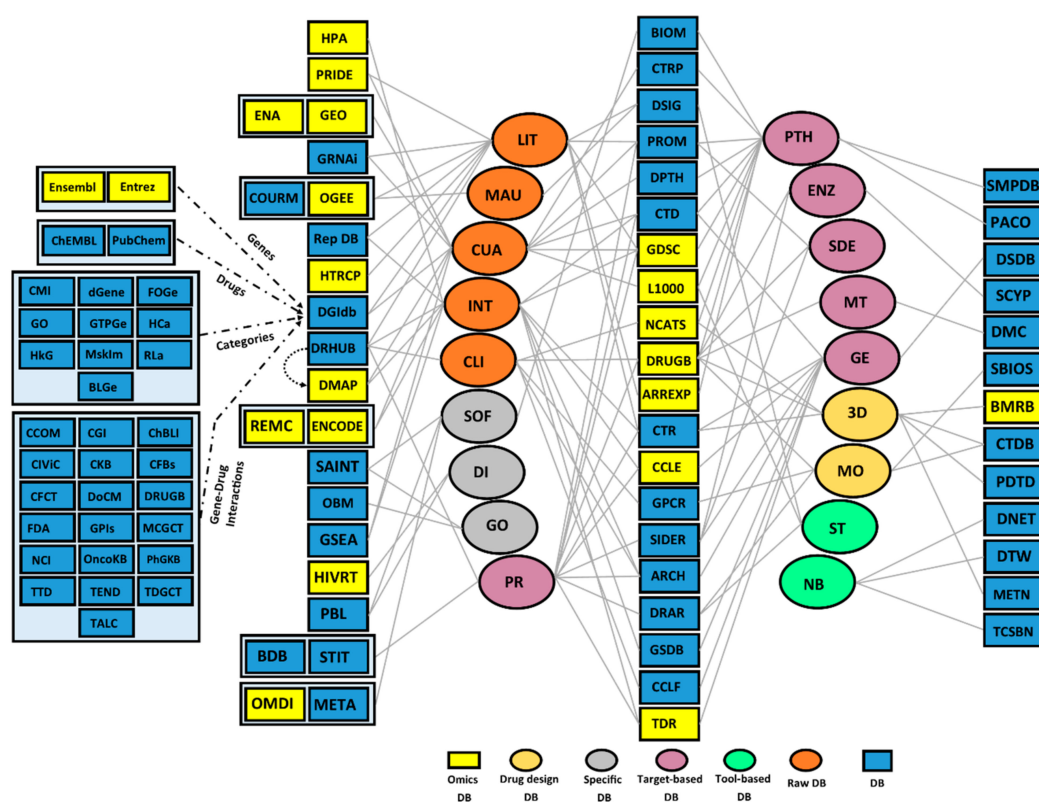 HPA
PRIDE
ENA
GEO
GRNAi
COURM
OGEE
Rep DB
HTRCP
DGIdb
DRHUB
DMAP
REMC
ENCODE
SAINT
OBM
GSEA
HIVRT
PBL
BDB
STIT
OMDI
META
Ensembl
Entrez
ChEMBL
PubChem
CMI
dGene
FOGe
GO
GTPGe
HCa
HkG
MskIm
RLa
BLGe
CCOM
CGI
ChBLI
CIViC
CKB
CFBs
CFCT
DoCM
DRUGB
FDA
GPIs
MCGCT
NCI
OncoKB
PhGKB
TTD
TEND
TDGCT
TALC
Genes
Drugs
Categories
Gene-Drug
Interactions
LIT
MAU
CUA
INT
CLI
SOF
DI
GO
PR
BIOM
CTRP
DSIG
PROM
DPTH
CTD
GDSC
L1000
NCATS
DRUGB
ARREXP
CTR
CCLE
GPCR
SIDER
ARCH
DRAR
GSDB
CCLF
TDR
PTH
ENZ
SDE
MT
GE
3D
MO
ST
NB
SMPDB
PACO
DSDB
SCYP
DMC
SBIOS
BMRB
CTDB
PDTD
DNET
DTW
METN
TCSBN
Omics
DB
Drug design
DB
Specific
DB
Target-based
DB
Tool-based
DB
Raw DB
DB